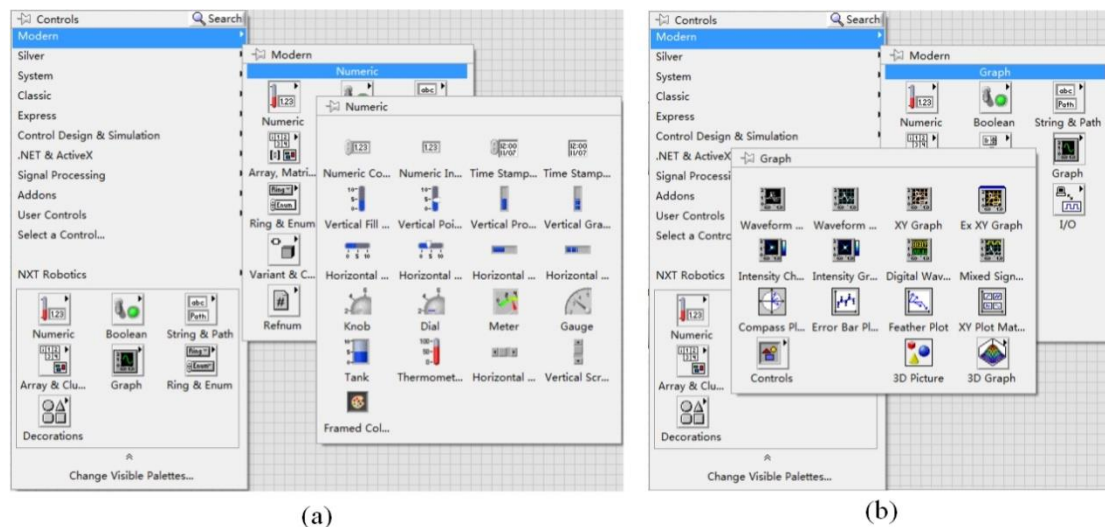 Controls
Search
Modern
Silver
System
Classic
Express
Control Design & Simulation
.NET & ActiveX
Signal Processing
Addons
User Controls
Select a Control...
NXT Robotics
Numeric
Boolean
String & Path
Array & Clu...
Graph
Ring & Enum
Decorations
Change Visible Palettes...
Modern
Numeric
Numeric
Array, Matri...
Ring & Enum
Variant & C...
Refnum
Numeric
Numeric Co...
Numeric In...
Time Stamp...
Time Stamp...
Vertical Fill ...
Vertical Poi...
Vertical Pro...
Vertical Gra...
Horizontal ...
Horizontal ...
Horizontal ...
Horizontal ...
Knob
Dial
Meter
Gauge
Tank
Thermomet...
Horizontal ...
Vertical Scr...
Framed Col...
(a)
Controls
Search
Modern
Silver
System
Classic
Express
Control Design & Simulation
.NET & ActiveX
Signal Processing
Addons
User Controls
Select a Contro
NXT Robotics
Numeric
Array & Clu...
Decorations
Change Visible Palettes...
Modern
Graph
Numeric
Boolean
String & Path
Graph
I/O
Graph
Waveform ...
Waveform ...
XY Graph
Ex XY Graph
Intensity Ch...
Intensity Gr...
Digital Wav...
Mixed Sign...
Compass Pl...
Error Bar Pl...
Feather Plot
XY Plot Mat...
Controls
3D Picture
3D Graph
(b)